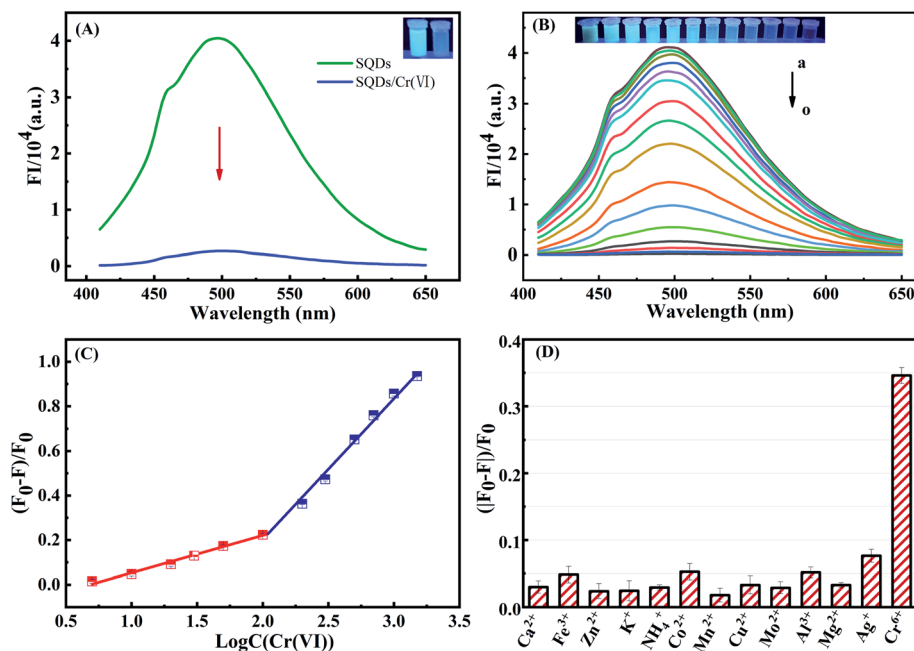 (A)
SQDs
SQDs/Cr(VI)
FI/10⁴(a.u.)
4
3
2
1
0
400 450 500 550 600 650
Wavelength (nm)
(B)
a
o
FI/10⁴ (a.u.)
4
3
2
1
0
400 450 500 550 600 650
Wavelength (nm)
(C)
(F₀-F)/F₀
1.0
0.8
0.6
0.4
0.2
0.0
0.5 1.0 1.5 2.0 2.5 3.0 3.5
LogC(Cr(VI))
(D)
(|F₀-F|)/F₀
0.4
0.3
0.2
0.1
0.0
Ca²⁺ Fe³⁺ Zn²⁺ K⁺ NH₄⁺ Co²⁺ Mn²⁺ Cu²⁺ Mo²⁺ Al³⁺ Mg²⁺ Ag⁺ Cr⁶⁺